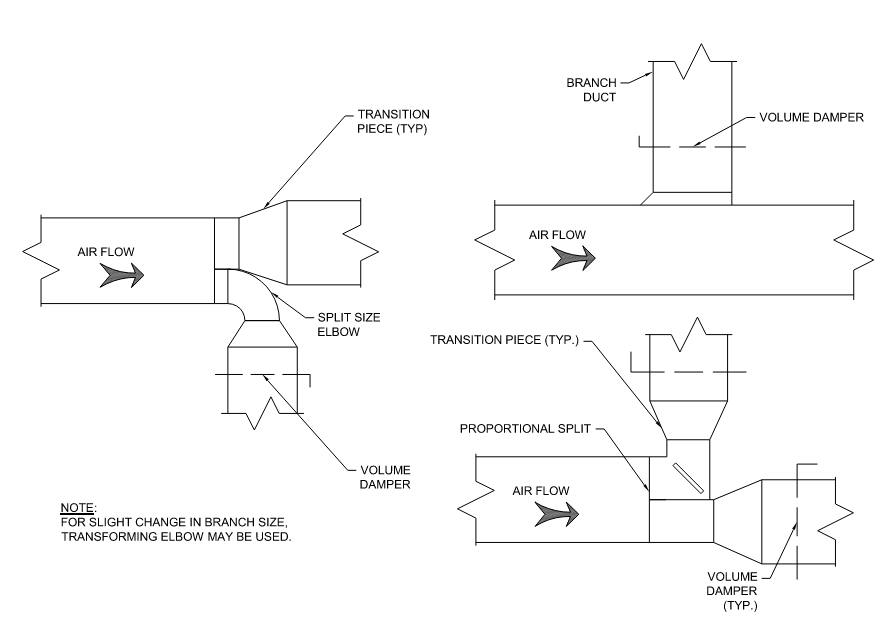 TRANSITION
PIECE (TYP)
AIR FLOW
SPLIT SIZE
ELBOW
VOLUME
DAMPER
NOTE:
FOR SLIGHT CHANGE IN BRANCH SIZE,
TRANSFORMING ELBOW MAY BE USED.
BRANCH
DUCT
VOLUME DAMPER
AIR FLOW
TRANSITION PIECE (TYP.)
PROPORTIONAL SPLIT
AIR FLOW
VOLUME
DAMPER
(TYP.)